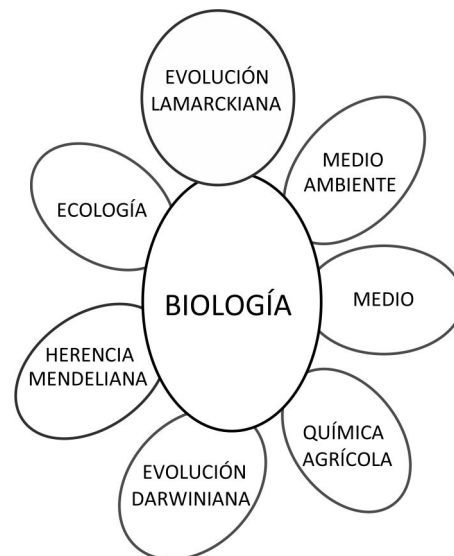 EVOLUCIÓN
LAMARCKIANA
MEDIO
AMBIENTE
ECOLOGÍA
BIOLOGÍA
MEDIO
HERENCIA
MENDELIANA
QUÍMICA
AGRÍCOLA
EVOLUCIÓN
DARWINIANA